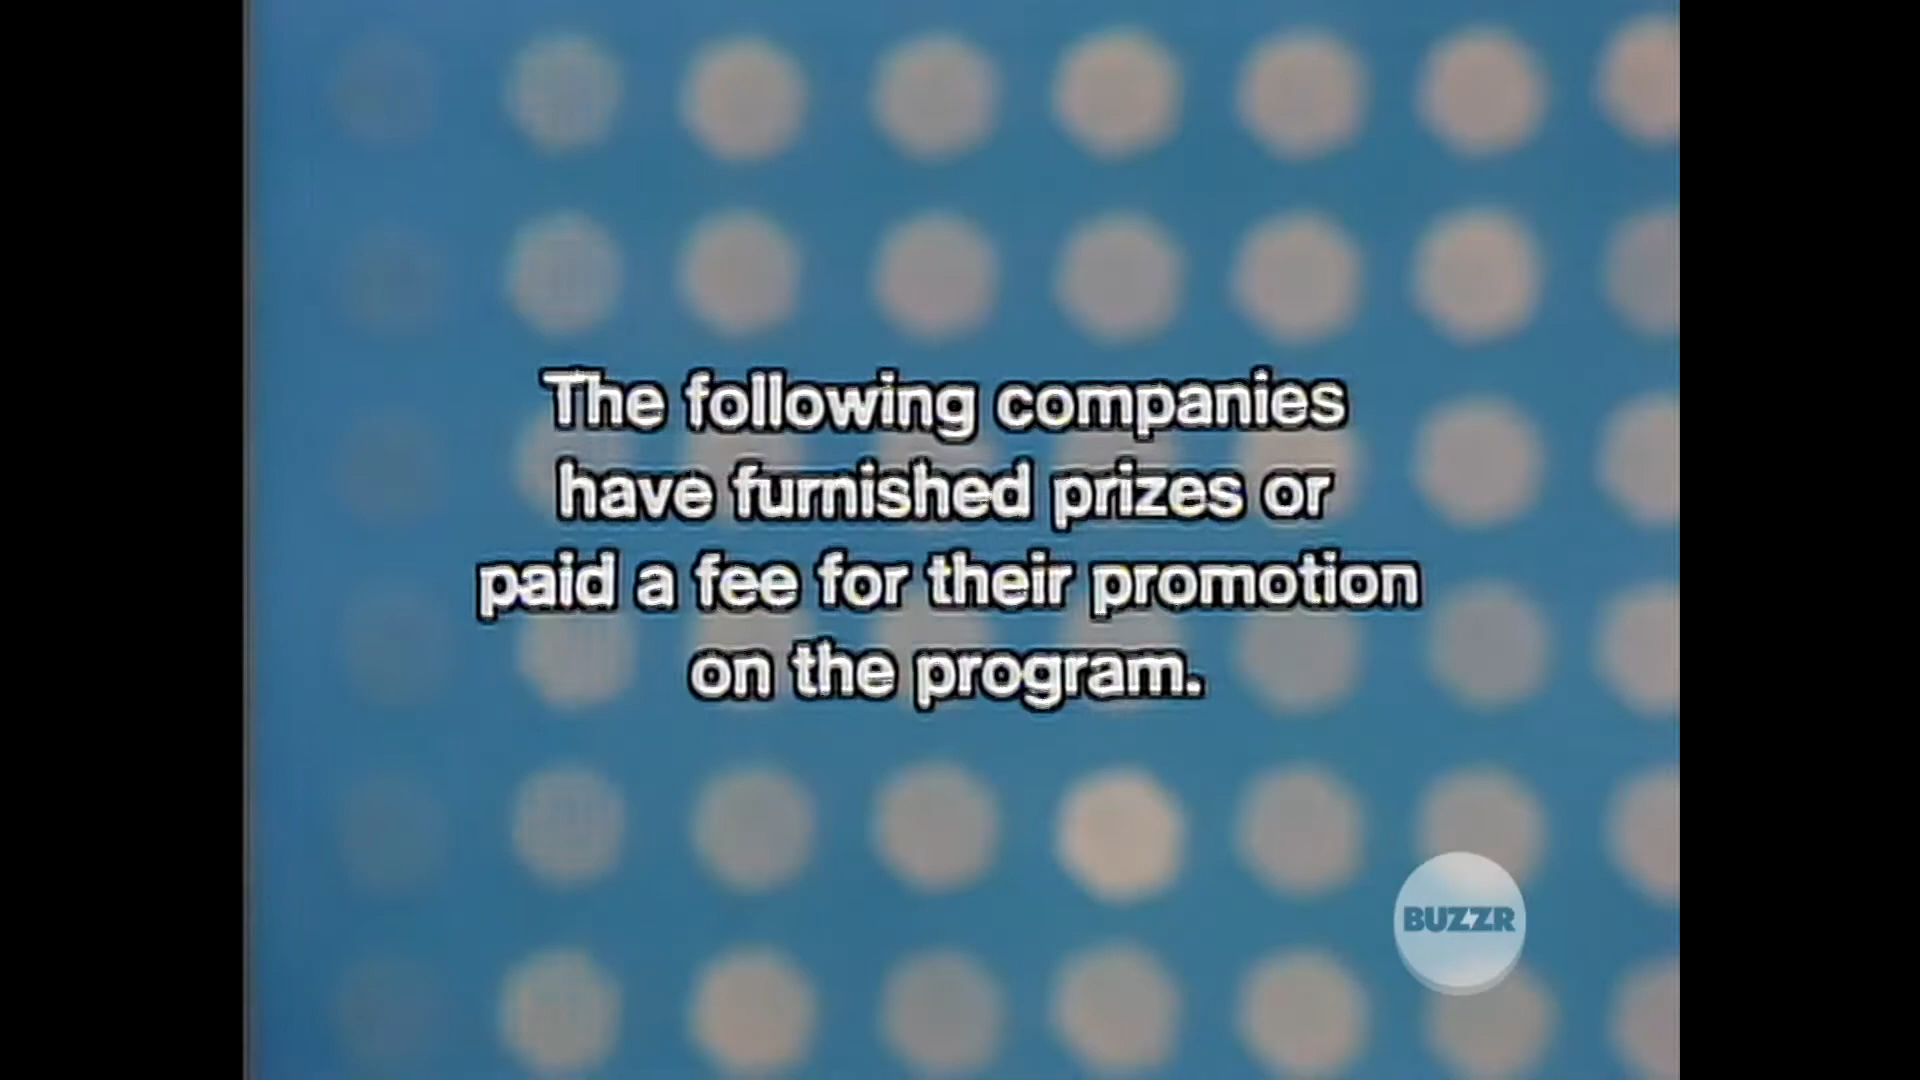 The following companies
have furnished prizes or
paid a fee for their promotion
on the program.
BUZZR